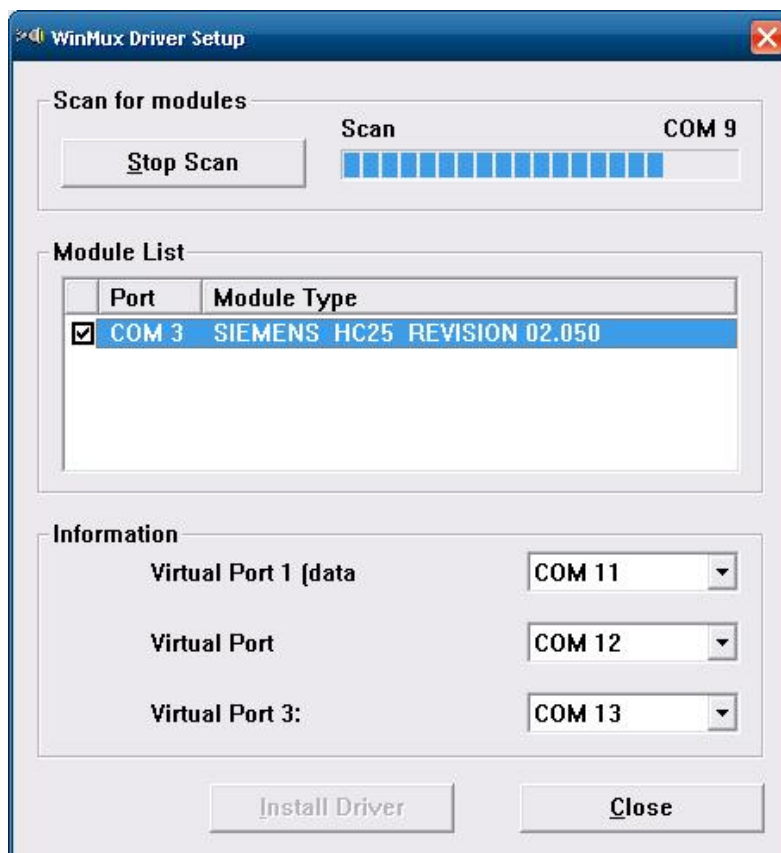 WinMux Driver Setup
Scan for modules
Scan COM 9
Stop Scan
Module List
Port Module Type
COM 3 SIEMENS HC25 REVISION 02.050
Information
Virtual Port 1 (data COM 11
Virtual Port COM 12
Virtual Port 3: COM 13
Install Driver Close